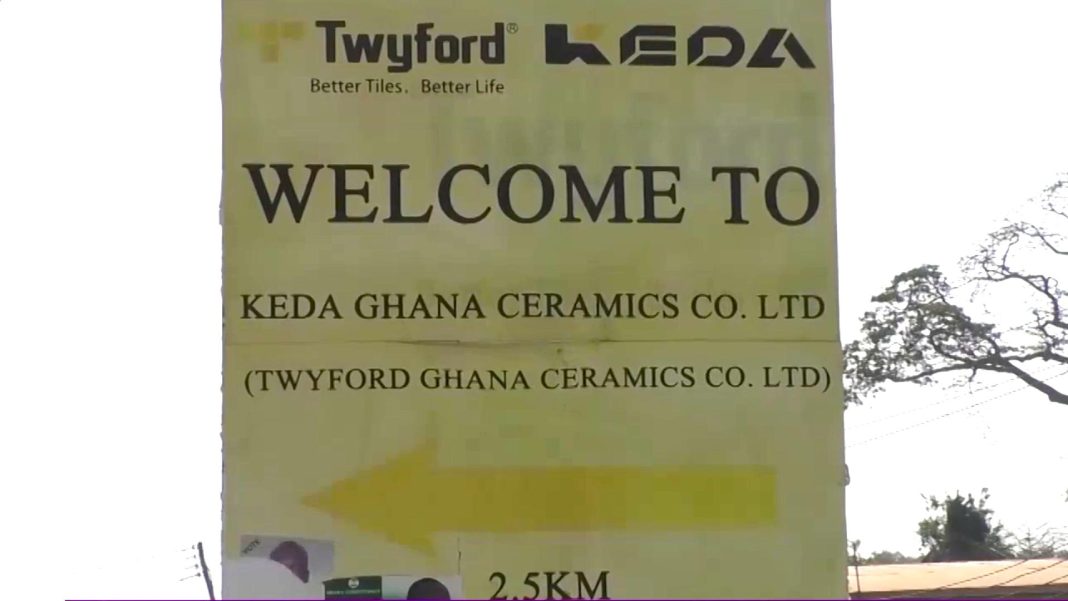 Twyford® KEDA
Better Tiles, Better Life
WELCOME TO
KEDA GHANA CERAMICS CO. LTD
(TWYFORD GHANA CERAMICS CO. LTD)
VOTE
2.5KM